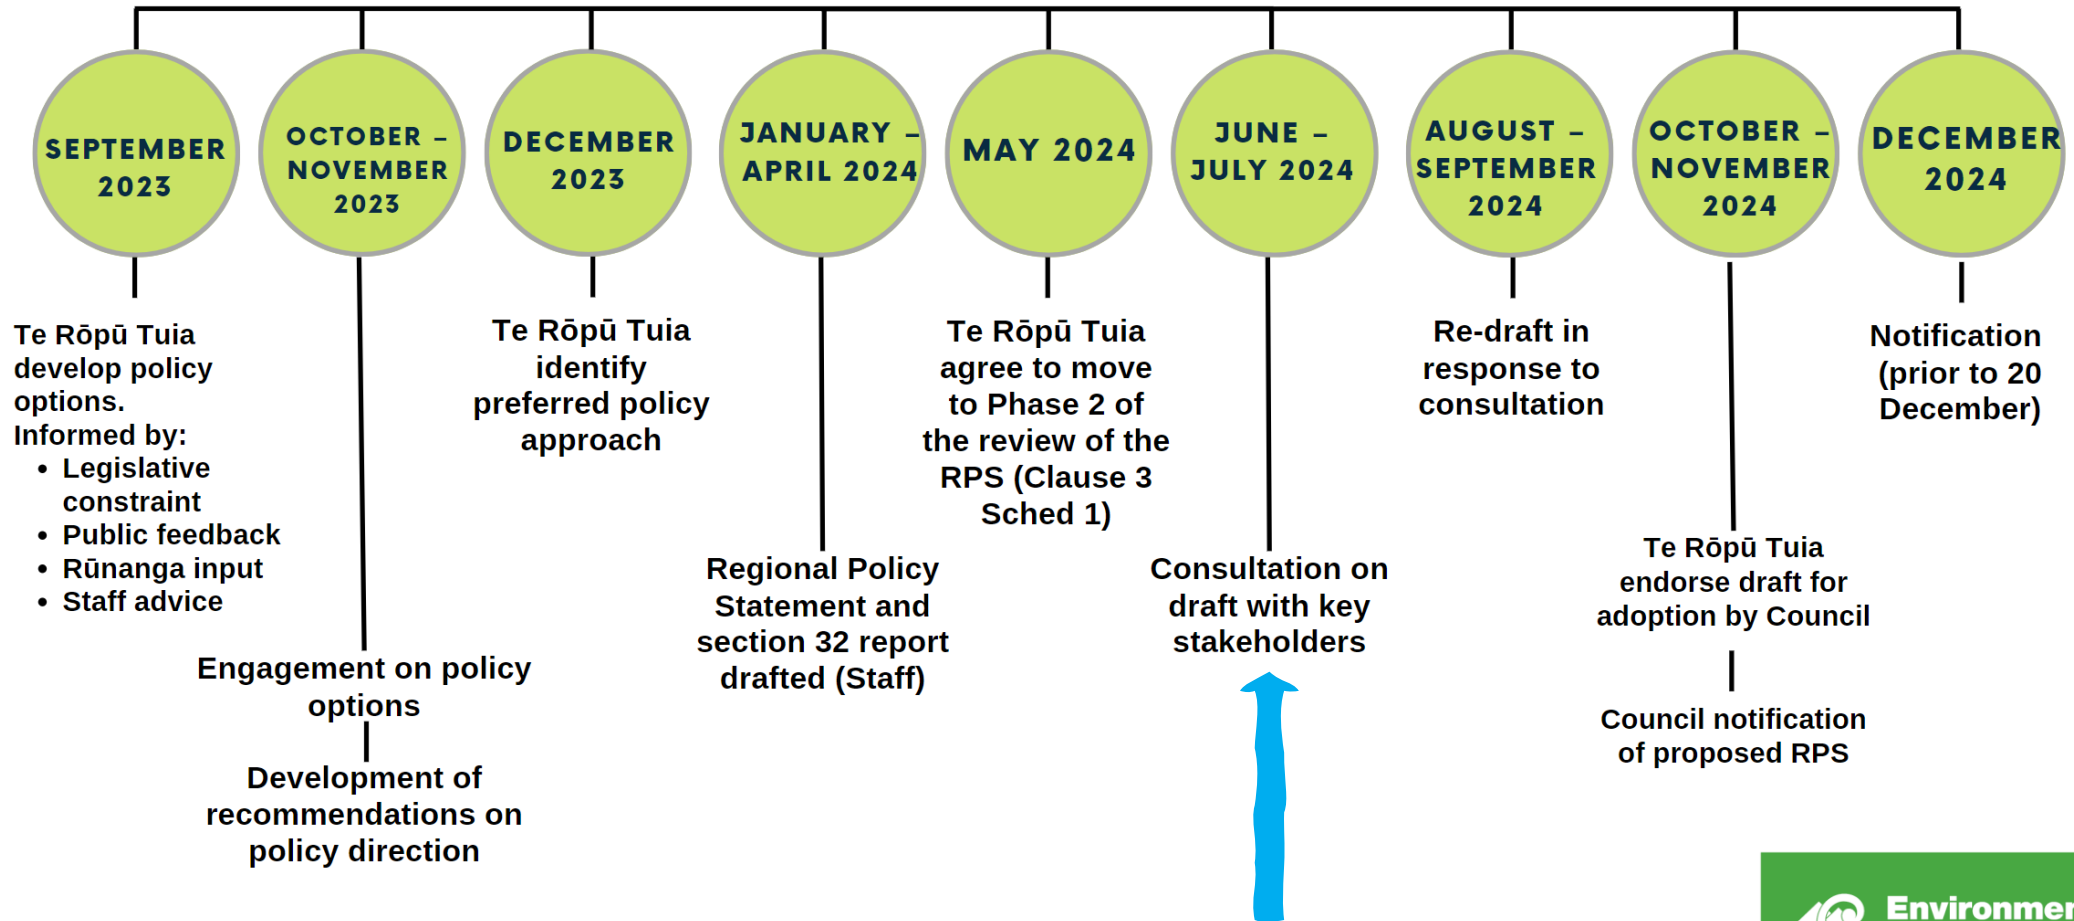 SEPTEMBER
2023
OCTOBER –
NOVEMBER
2023
DECEMBER
2023
JANUARY –
APRIL 2024
MAY 2024
JUNE –
JULY 2024
AUGUST –
SEPTEMBER
2024
OCTOBER –
NOVEMBER
2024
DECEMBER
2024
Te Rōpū Tuia
develop policy
options.
Informed by:
• Legislative
constraint
• Public feedback
• Rūnanga input
• Staff advice
Engagement on policy
options
Development of
recommendations on
policy direction
Te Rōpū Tuia
identify
preferred policy
approach
Regional Policy
Statement and
section 32 report
drafted (Staff)
Te Rōpū Tuia
agree to move
to Phase 2 of
the review of the
RPS (Clause 3
Sched 1)
Consultation on
draft with key
stakeholders
Re-draft in
response to
consultation
Te Rōpū Tuia
endorse draft for
adoption by Council
Council notification
of proposed RPS
Notification
(prior to 20
December)